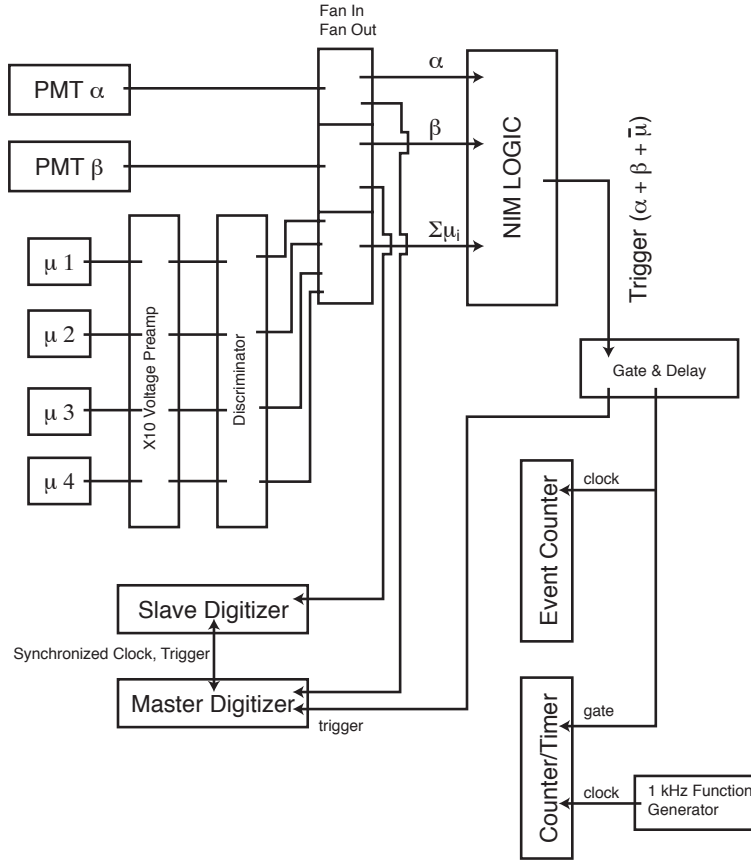 Fan In
Fan Out
PMT α
PMT β
α
β
Σμi
NIM LOGIC
Trigger (α + β + μ̄)
μ 1
μ 2
μ 3
μ 4
X10 Voltage Preamp
Discriminator
Gate & Delay
clock
Event Counter
Slave Digitizer
Synchronized Clock, Trigger
Master Digitizer
trigger
gate
Counter/Timer
clock
1 kHz Function
Generator